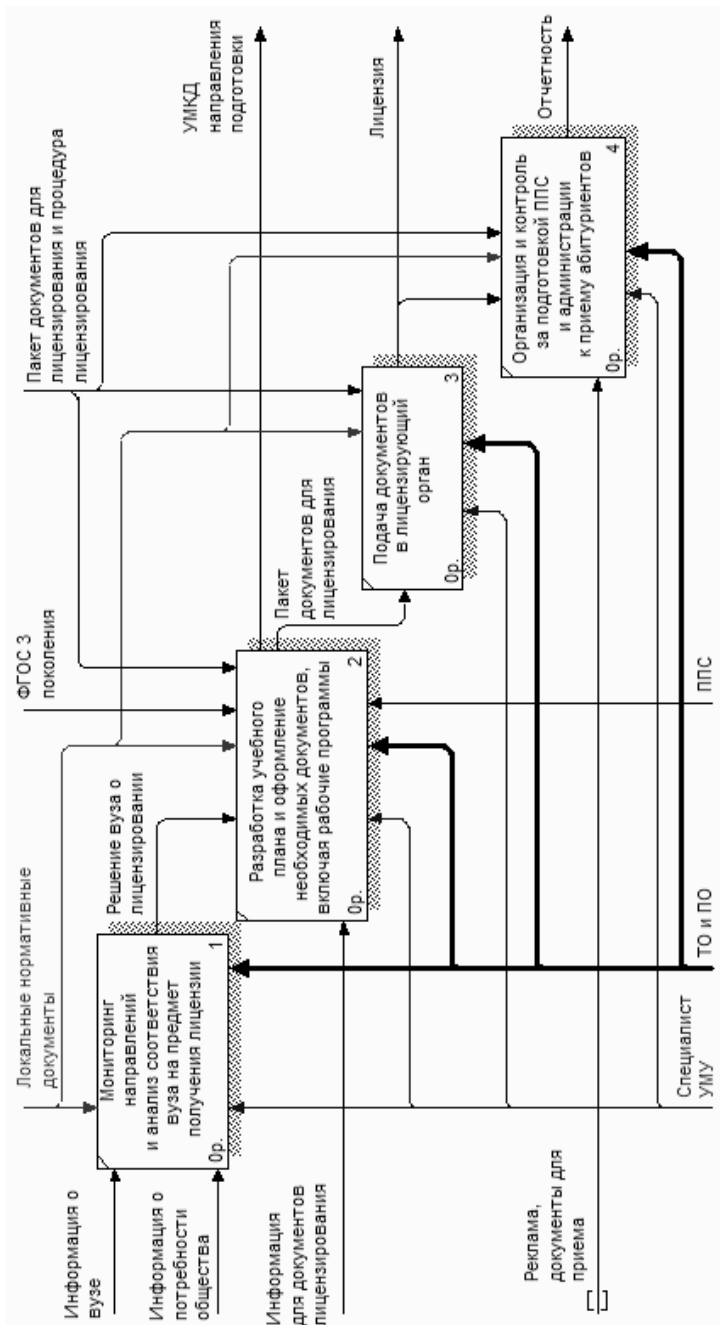 Пакет документов для
лицензирования и процедура
лицензирования
ФГОС 3
поколения
Локальные нормативные
документы
Информация о
вузе
Информация о
потребности
общества
Информация
для документов
лицензирования
Реклама,
документы для
приема
Мониторинг
направлений
и анализ соответствия
вуза на предмет
получения лицензии
0р.
1
Решение вуза о
лицензировании
Разработка учебного
плана и оформление
необходимых документов,
включая рабочие программы
0р.
2
Пакет
документов для
лицензирования
Подача документов
в лицензирующий
орган
0р.
3
Организация и контроль
за подготовкой ППС
и администрации
к приему абитуриентов
0р.
4
УМКД
направления
подготовки
Лицензия
Отчетность
Специалист
УМУ
ТО и ПО
ППС